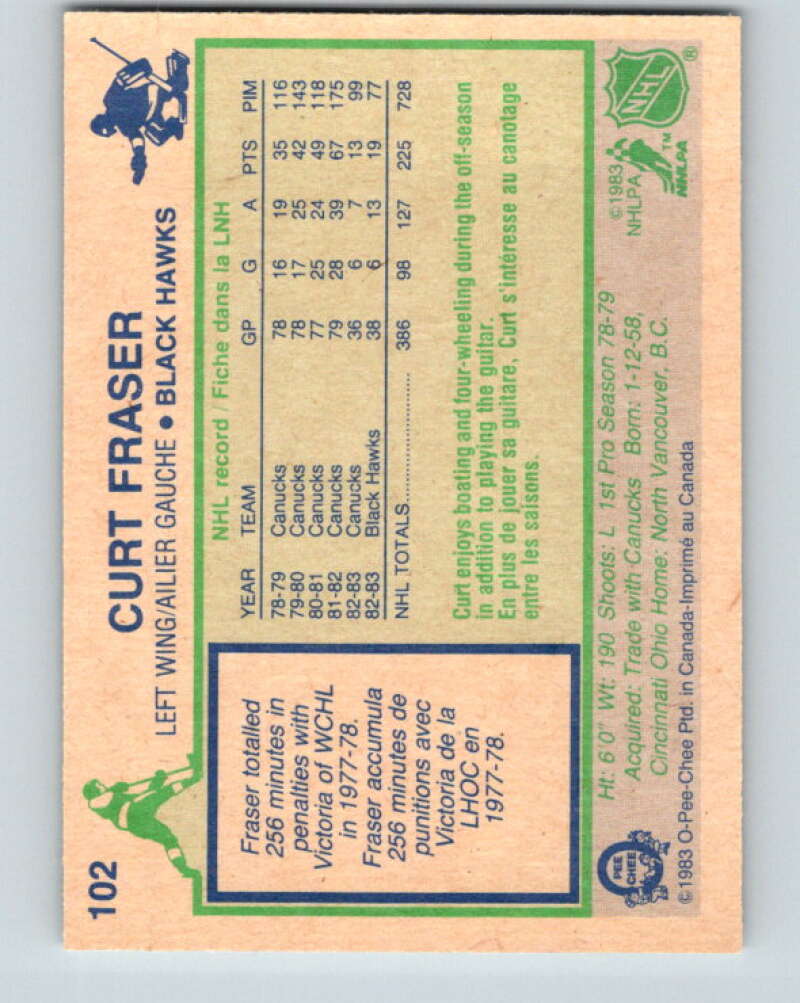 102
CURT FRASER
LEFT WING/AILIER GAUCHE • BLACK HAWKS
Fraser totalled
256 minutes in
penalties with
Victoria of WCHL
in 1977-78.
Fraser accumula
256 minutes de
punitions avec
Victoria de la
LHOC en
1977-78.
NHL record / Fiche dans la LNH
YEAR TEAM GP G A PTS PIM
78-79 Canucks 78 16 19 35 116
79-80 Canucks 78 17 25 42 143
80-81 Canucks 77 25 24 49 118
81-82 Canucks 79 28 39 67 175
82-83 Canucks 36 6 7 13 99
82-83 Black Hawks 38 6 13 19 77
NHL TOTALS.................... 386 98 127 225 728
Curt enjoys boating and four-wheeling during the off-season
in addition to playing the guitar.
En plus de jouer sa guitare, Curt s'intéresse au canotage
entre les saisons.
PEE
CHEE
Ht: 6'0" Wt: 190 Shoots: L 1st Pro Season 78-79
Acquired: Trade with Canucks Born: 1-12-58,
Cincinnati Ohio Home: North Vancouver, B.C.
©1983 O-Pee-Chee Ptd. in Canada-Imprimé au Canada
©1983
NHLPA
NHL
®
TM
NHLPA